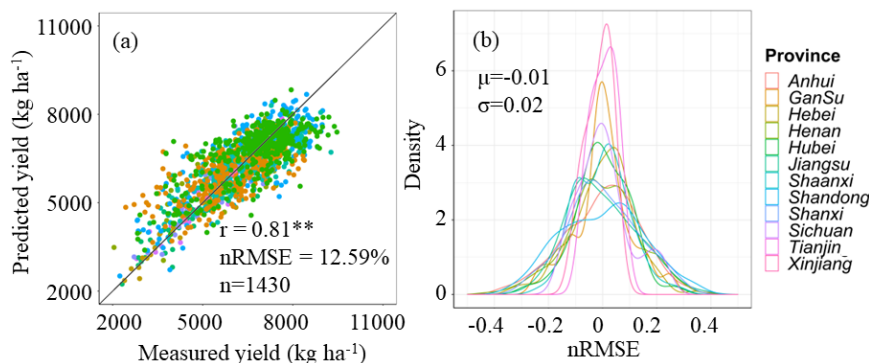 (a)
11000
8000
5000
2000
Predicted yield (kg ha⁻¹)
r = 0.81**
nRMSE = 12.59%
n=1430
2000 5000 8000 11000
Measured yield (kg ha⁻¹)
(b)
μ=-0.01
σ=0.02
6
4
2
0
Density
-0.4 -0.2 0 0.2 0.4
nRMSE
Province
Anhui
GanSu
Hebei
Henan
Hubei
Jiangsu
Shaanxi
Shandong
Shanxi
Sichuan
Tianjin
Xinjiang